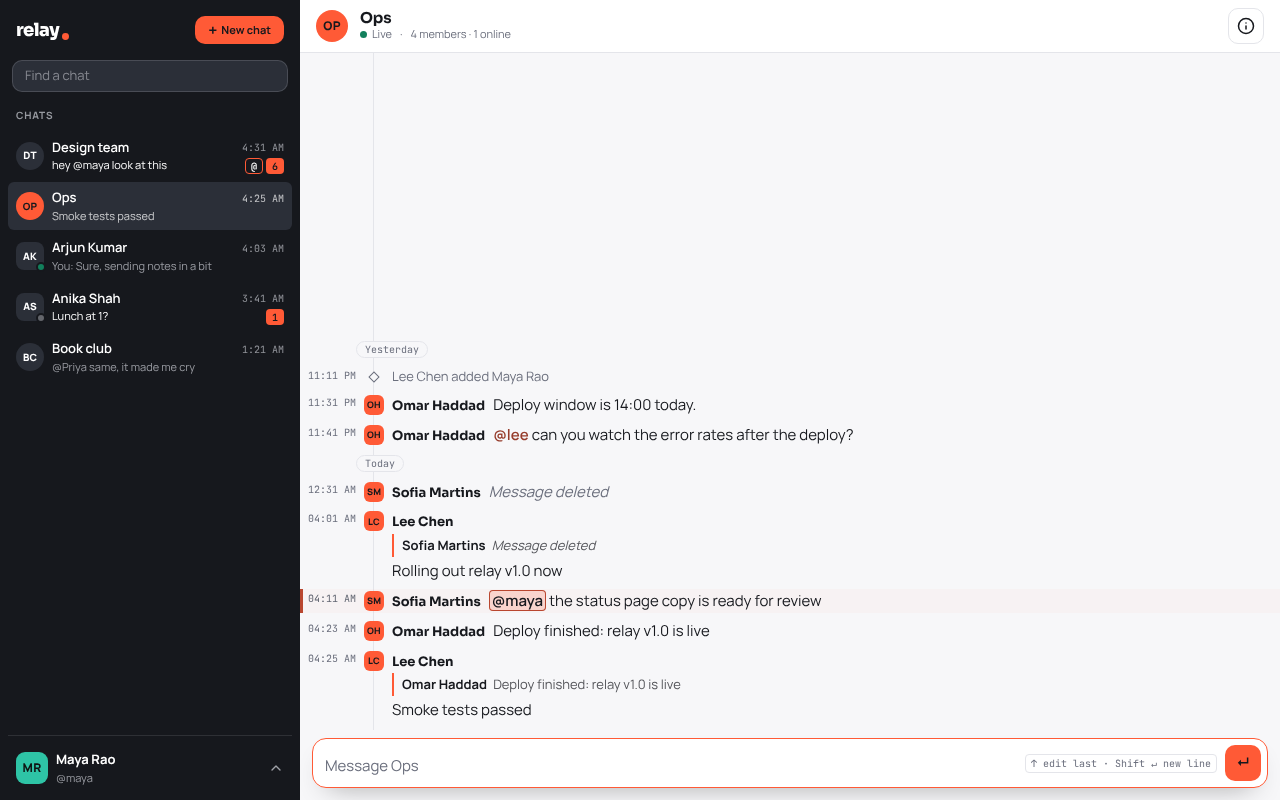 relay.
+ New chat
Find a chat
CHATS
DT Design team 4:31 AM
hey @maya look at this @ 6
OP Ops 4:25 AM
Smoke tests passed
AK Arjun Kumar 4:03 AM
You: Sure, sending notes in a bit
AS Anika Shah 3:41 AM
Lunch at 1? 1
BC Book club 1:21 AM
@Priya same, it made me cry
MR Maya Rao
@maya
OP Ops
Live · 4 members · 1 online
Yesterday
11:11 PM Lee Chen added Maya Rao
11:31 PM OH Omar Haddad Deploy window is 14:00 today.
11:41 PM OH Omar Haddad @lee can you watch the error rates after the deploy?
Today
12:31 AM SM Sofia Martins Message deleted
04:01 AM LC Lee Chen
Sofia Martins Message deleted
Rolling out relay v1.0 now
04:11 AM SM Sofia Martins @maya the status page copy is ready for review
04:23 AM OH Omar Haddad Deploy finished: relay v1.0 is live
04:25 AM LC Lee Chen
Omar Haddad Deploy finished: relay v1.0 is live
Smoke tests passed
Message Ops
↑ edit last · Shift ↵ new line